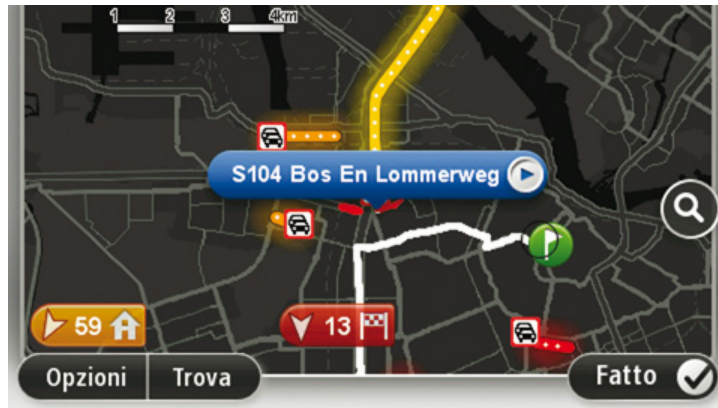 1 2 3 4km
S104 Bos En Lommerweg
59
13
Opzioni Trova Fatto